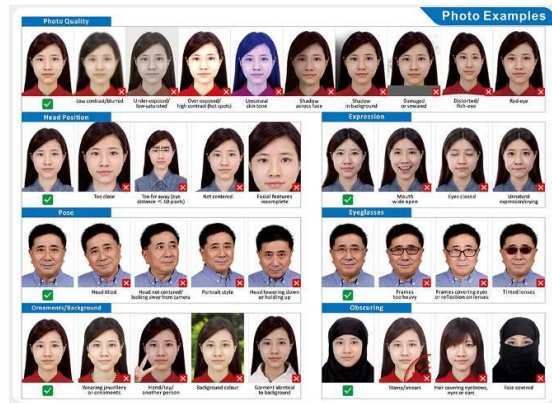 Photo Examples
Photo Quality
Low contrast/blurred
Under-exposed/
low-saturated
Over-exposed/
high contrast (hot spots)
Unnatural
skin tone
Shadow
across face
Shadow
in background
Damaged
or smeared
Distorted/
fish-eye
Red-eye
Head Position
Too close
Too far away (eye
distance < 60 pixels)
Not centered
Facial features
incomplete
Expression
Mouth
wide open
Eyes closed
Unnatural
expression/crying
Pose
Head tilted
Head not centered/
looking away from camera
Portrait style
Head lowering down
or holding up
Eyeglasses
Frames
too heavy
Frames covering eyes
or reflection on lenses
Tinted lenses
Ornaments/Background
Wearing jewellery
or ornaments
Hand/toy/
another person
Background colour
Garment identical
to background
Obscuring
Stamp/smears
Hair covering eyebrows,
eyes or ears
Face covered